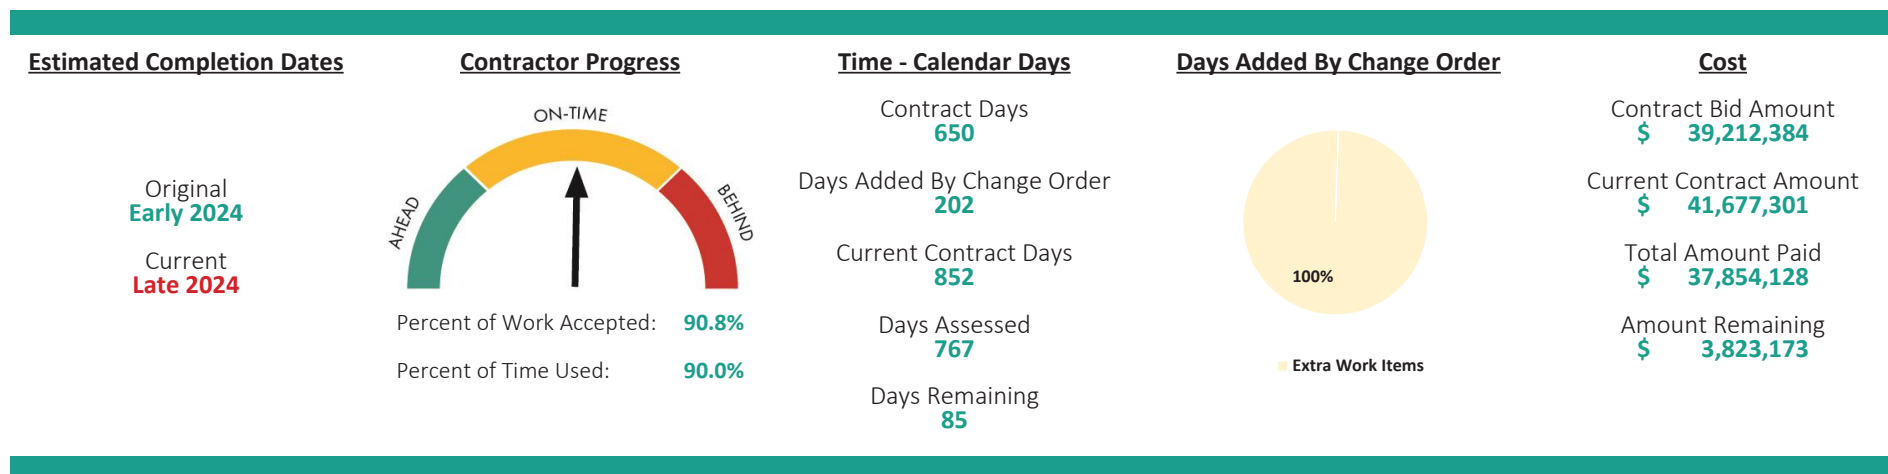 Estimated Completion Dates
Original
Early 2024
Current
Late 2024
Contractor Progress
ON-TIME
AHEAD
BEHIND
Percent of Work Accepted: 90.8%
Percent of Time Used: 90.0%
Time - Calendar Days
Contract Days
650
Days Added By Change Order
202
Current Contract Days
852
Days Assessed
767
Days Remaining
85
Days Added By Change Order
100%
Extra Work Items
Cost
Contract Bid Amount
$ 39,212,384
Current Contract Amount
$ 41,677,301
Total Amount Paid
$ 37,854,128
Amount Remaining
$ 3,823,173